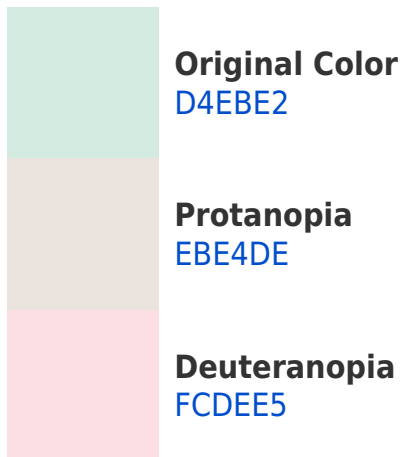 Original Color
D4EBE2
Protanopia
EBE4DE
Deuteranopia
FCDEE5